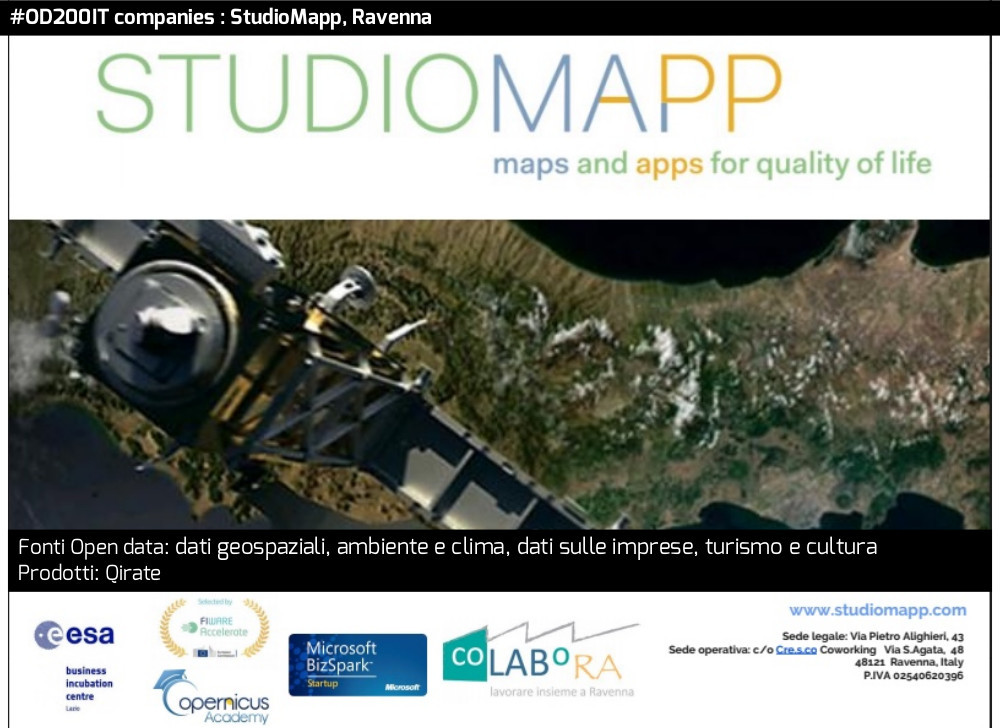 #OD200IT companies : StudioMapp, Ravenna
STUDIOMAPP
maps and apps for quality of life
Fonti Open data: dati geospaziali, ambiente e clima, dati sulle imprese, turismo e cultura
Prodotti: Qirate
Selected by
FIWARE
Accelerate
esa
business
incubation
centre
Lazio
Copernicus
Academy
Microsoft
BizSpark™
Startup
Microsoft
COLABORA
lavorare insieme a Ravenna
www.studiomapp.com
Sede legale: Via Pietro Alighieri, 43
Sede operativa: c/o Cre.s.co Coworking Via S.Agata, 48
48121 Ravenna, Italy
P.IVA 02540620396